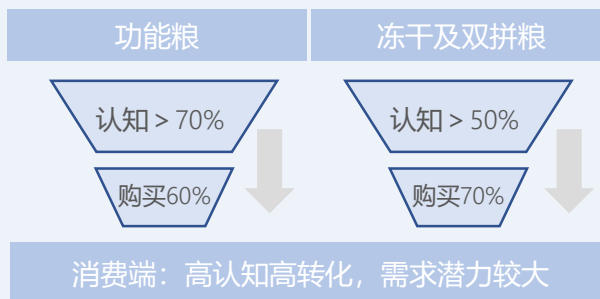 功能粮
冻干及双拼粮
认知 > 70%
认知 > 50%
购买60%
购买70%
消费端：高认知高转化，需求潜力较大